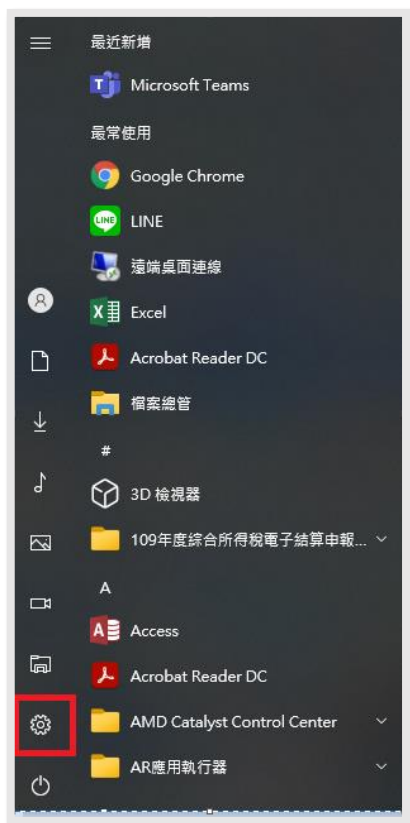 最近新增
Microsoft Teams
最常使用
Google Chrome
LINE
遠端桌面連線
Excel
Acrobat Reader DC
檔案總管
#
3D 檢視器
109年度綜合所得稅電子結算申報...
A
Access
Acrobat Reader DC
AMD Catalyst Control Center
AR應用執行器